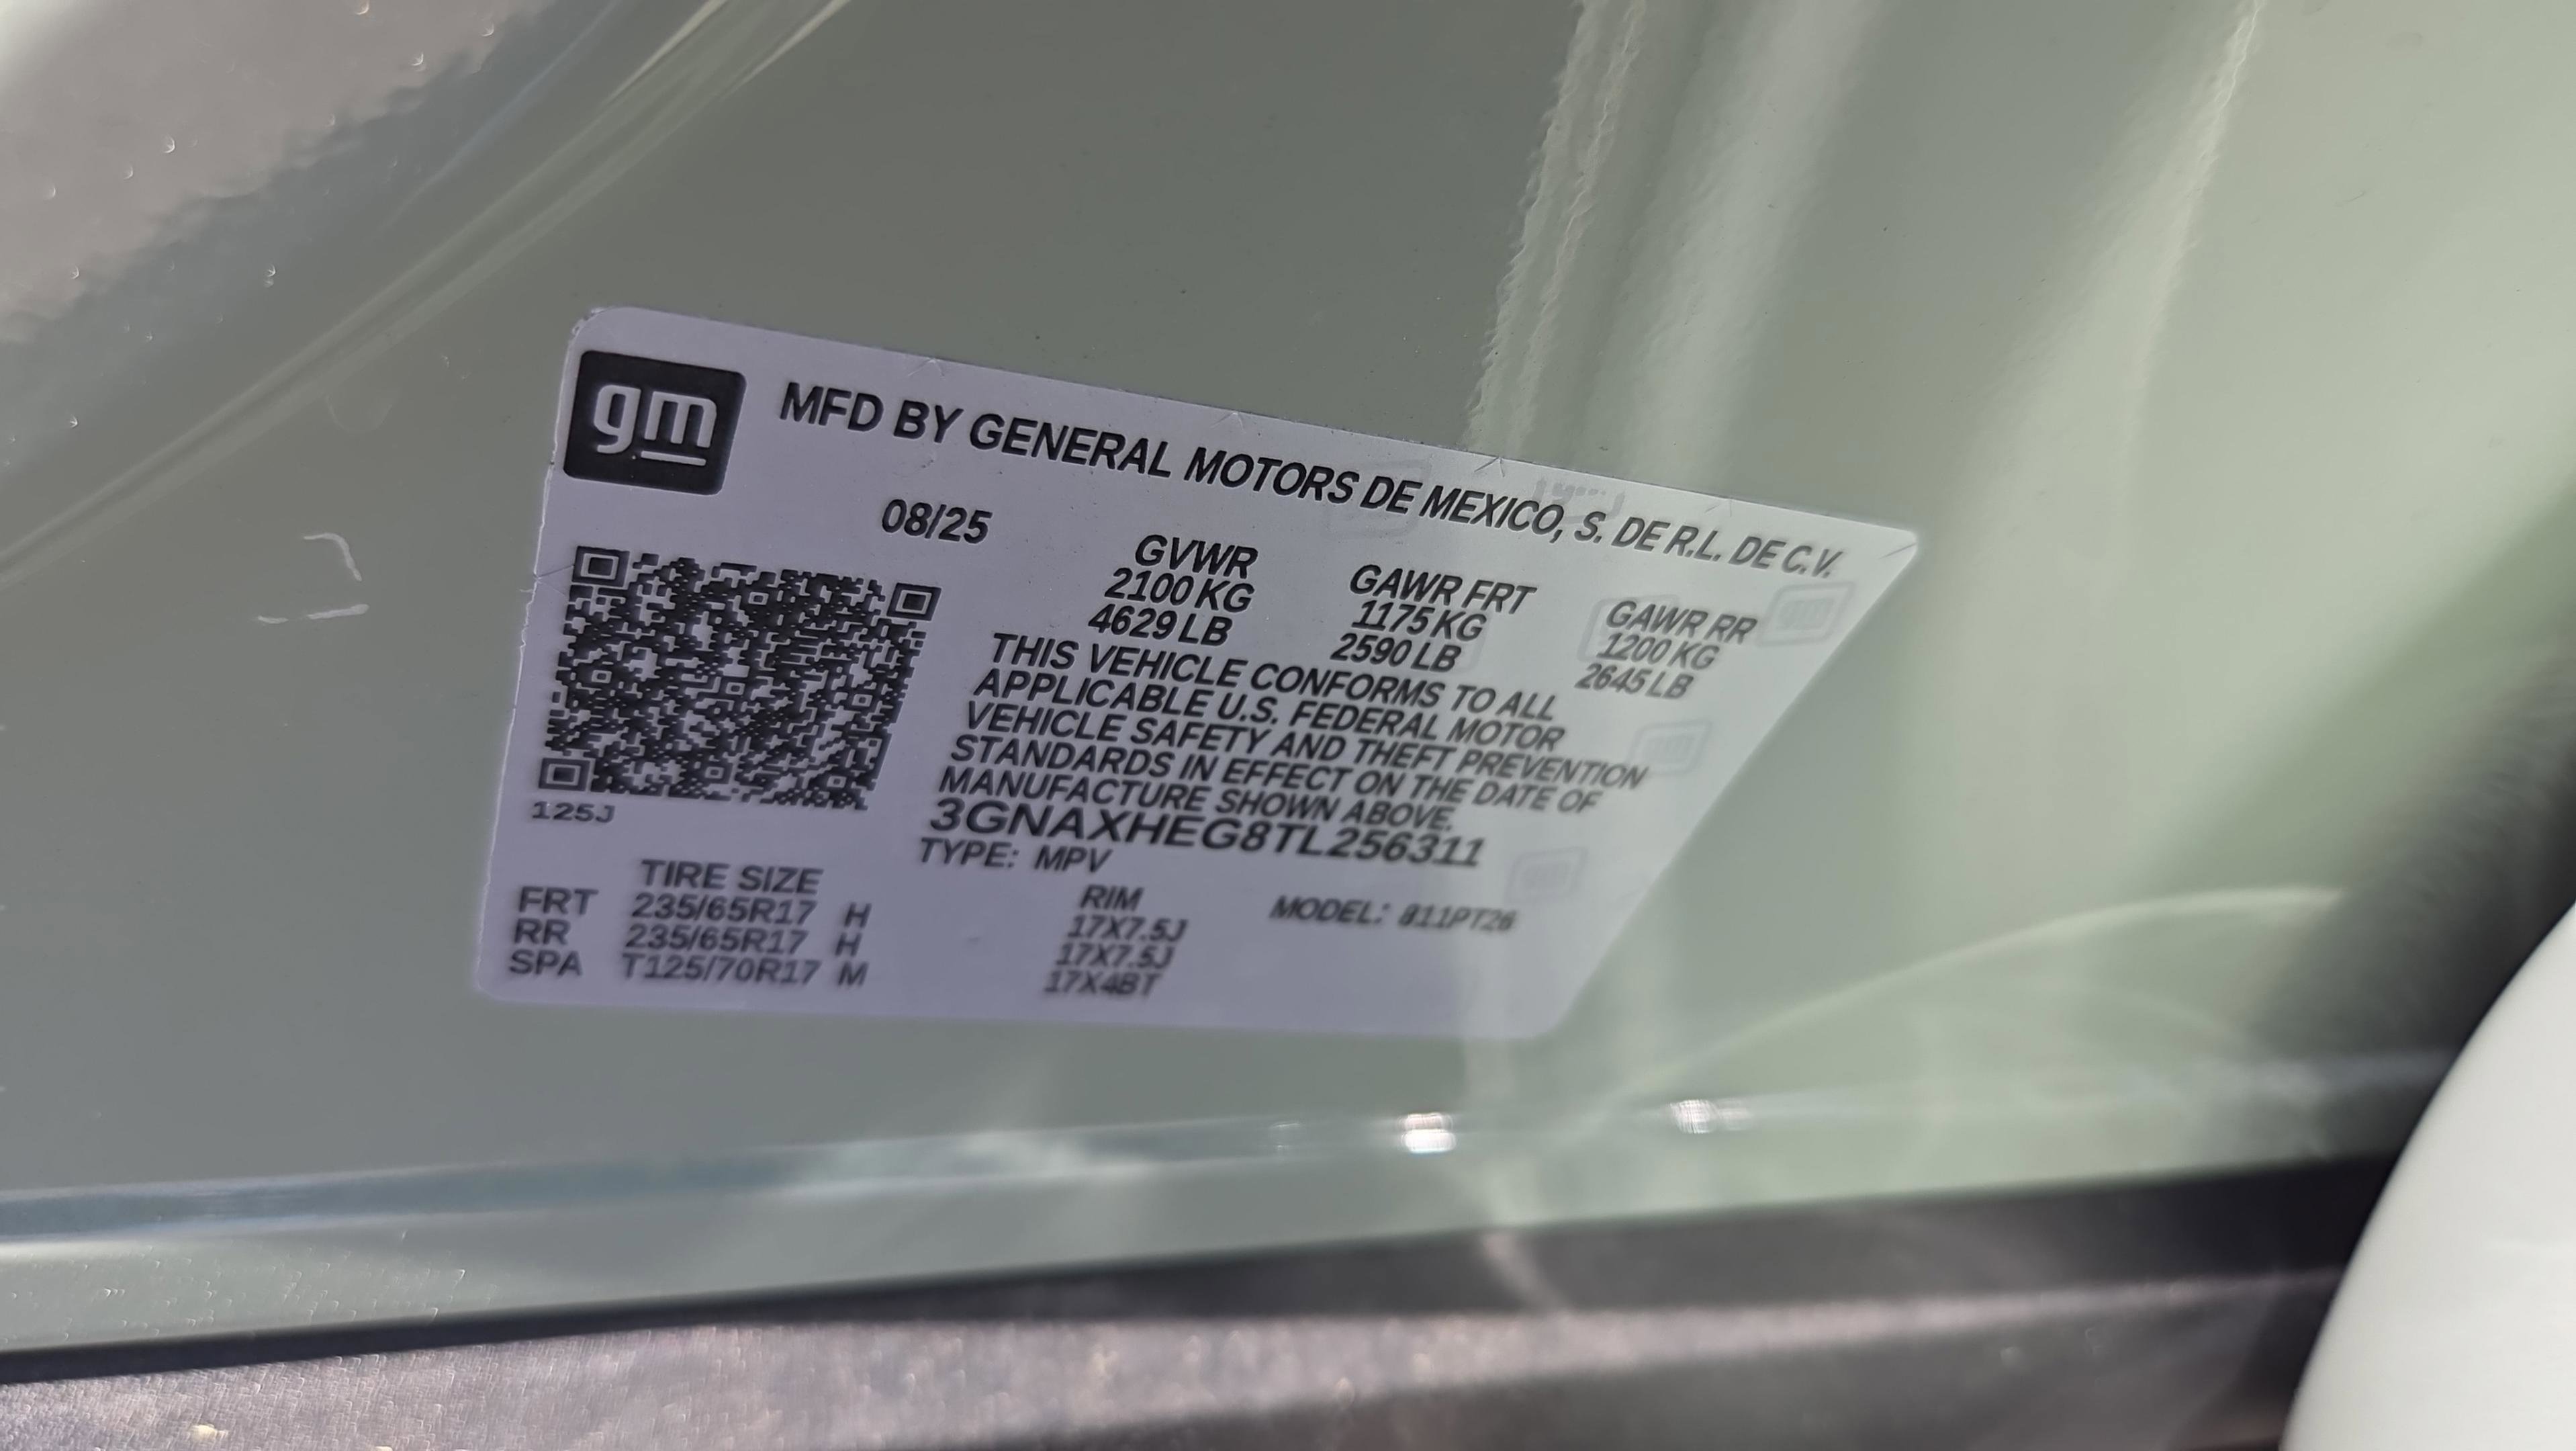 gm MFD BY GENERAL MOTORS DE MEXICO, S. DE R.L. DE C.V.
08/25
GVWR GAWR FRT GAWR RR
2100 KG 1175 KG 1200 KG
4629 LB 2590 LB 2645 LB
THIS VEHICLE CONFORMS TO ALL
APPLICABLE U.S. FEDERAL MOTOR
VEHICLE SAFETY AND THEFT PREVENTION
STANDARDS IN EFFECT ON THE DATE OF
MANUFACTURE SHOWN ABOVE.
3GNAXHEG8TL256311
125J
TYPE: MPV
TIRE SIZE RIM MODEL: 811PT26
FRT 235/65R17 H 17X7.5J
RR 235/65R17 H 17X7.5J
SPA T125/70R17 M 17X4BT